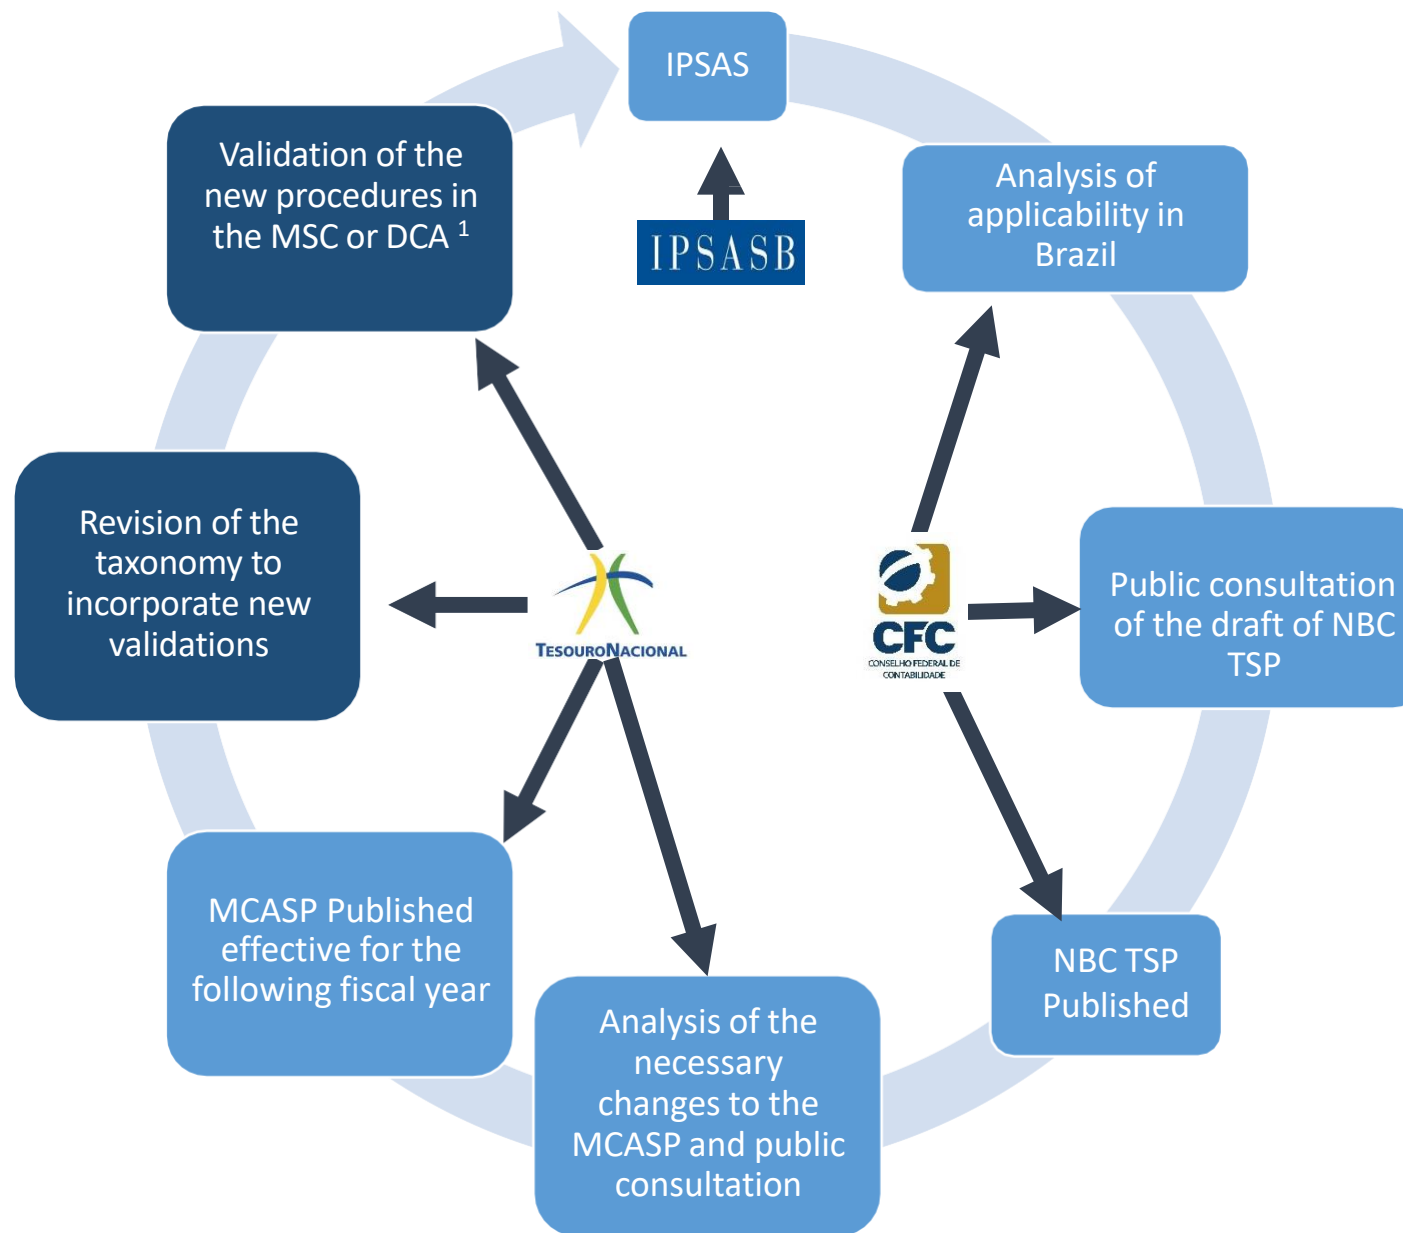 IPSAS
IPSASB
Analysis of
applicability in
Brazil
Public consultation
of the draft of NBC
TSP
NBC TSP
Published
Analysis of the
necessary
changes to the
MCASP and public
consultation
MCASP Published
effective for the
following fiscal year
Revision of the
taxonomy to
incorporate new
validations
Validation of the
new procedures in
the MSC or DCA ¹
TESOURONACIONAL
CFC
CONSELHO FEDERAL DE
CONTABILIDADE